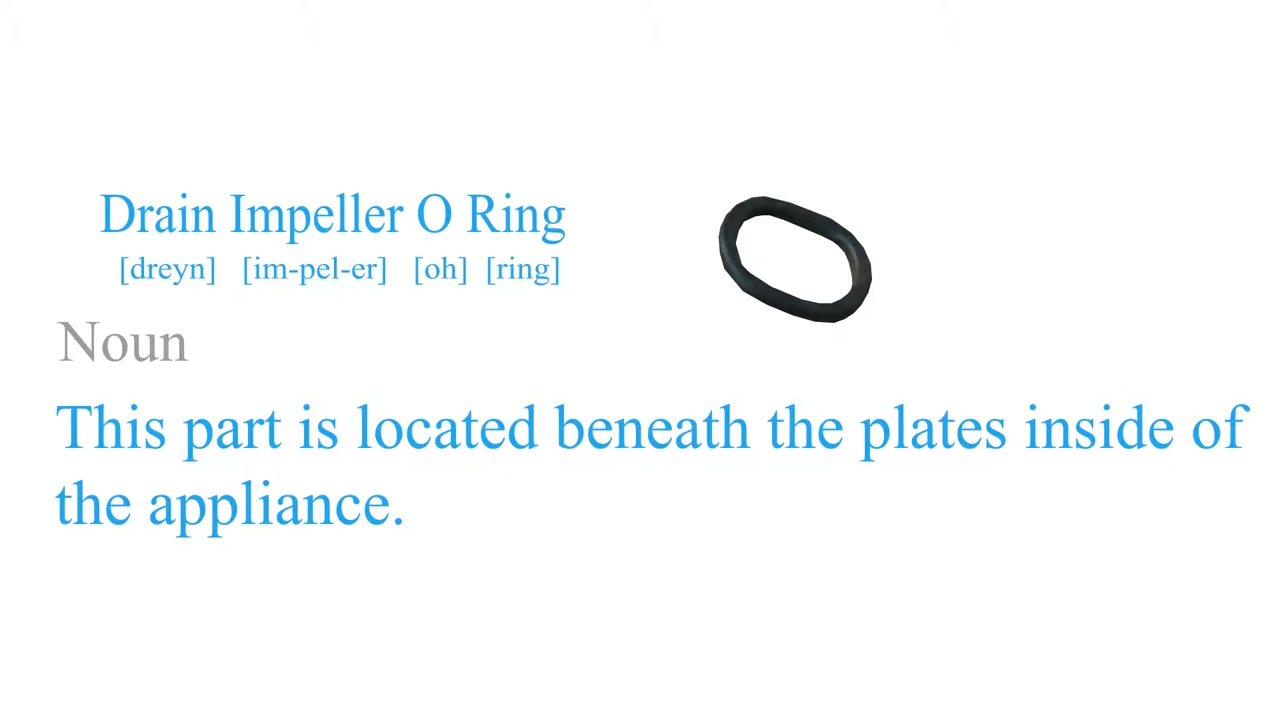 Drain Impeller O Ring
[dreyn] [im-pel-er] [oh] [ring]
Noun
This part is located beneath the plates inside of
the appliance.